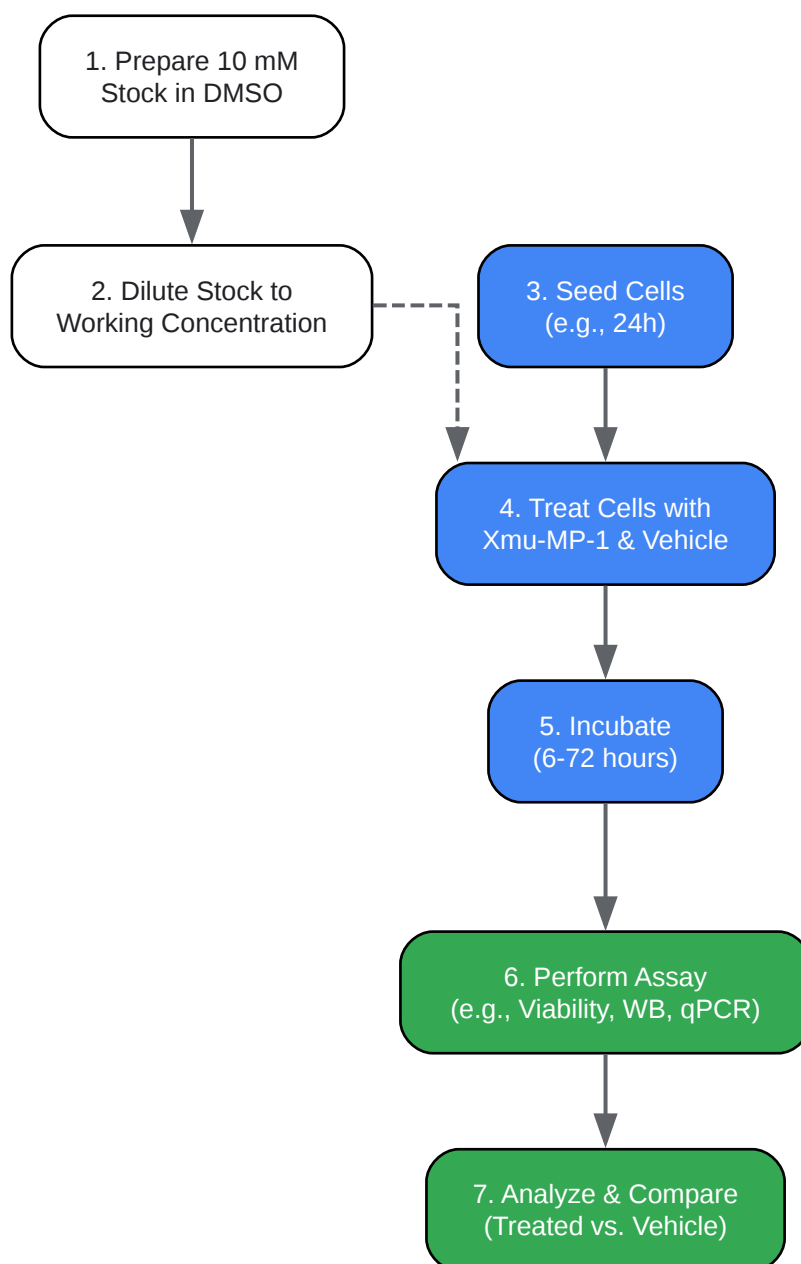 1. Prepare 10 mM
Stock in DMSO
2. Dilute Stock to
Working Concentration
3. Seed Cells
(e.g., 24h)
4. Treat Cells with
Xmu-MP-1 & Vehicle
5. Incubate
(6-72 hours)
6. Perform Assay
(e.g., Viability, WB, qPCR)
7. Analyze & Compare
(Treated vs. Vehicle)